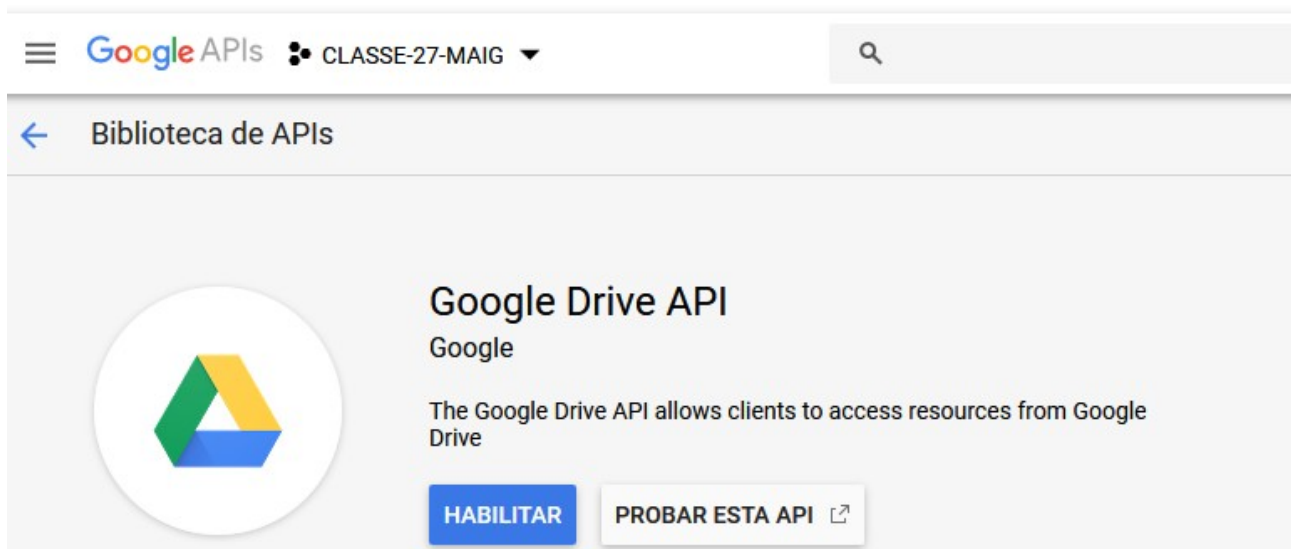 Google APIs CLASSE-27-MAIG
Biblioteca de APIs
Google Drive API
Google
The Google Drive API allows clients to access resources from Google
Drive
HABILITAR PROBAR ESTA API